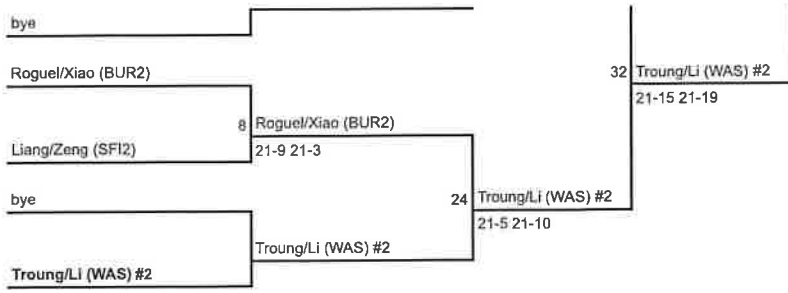 bye
Roguel/Xiao (BUR2)
32 Troung/Li (WAS) #2
21-15 21-19
8 Roguel/Xiao (BUR2)
Liang/Zeng (SFI2)
21-9 21-3
bye
24 Troung/Li (WAS) #2
21-5 21-10
Troung/Li (WAS) #2
Troung/Li (WAS) #2